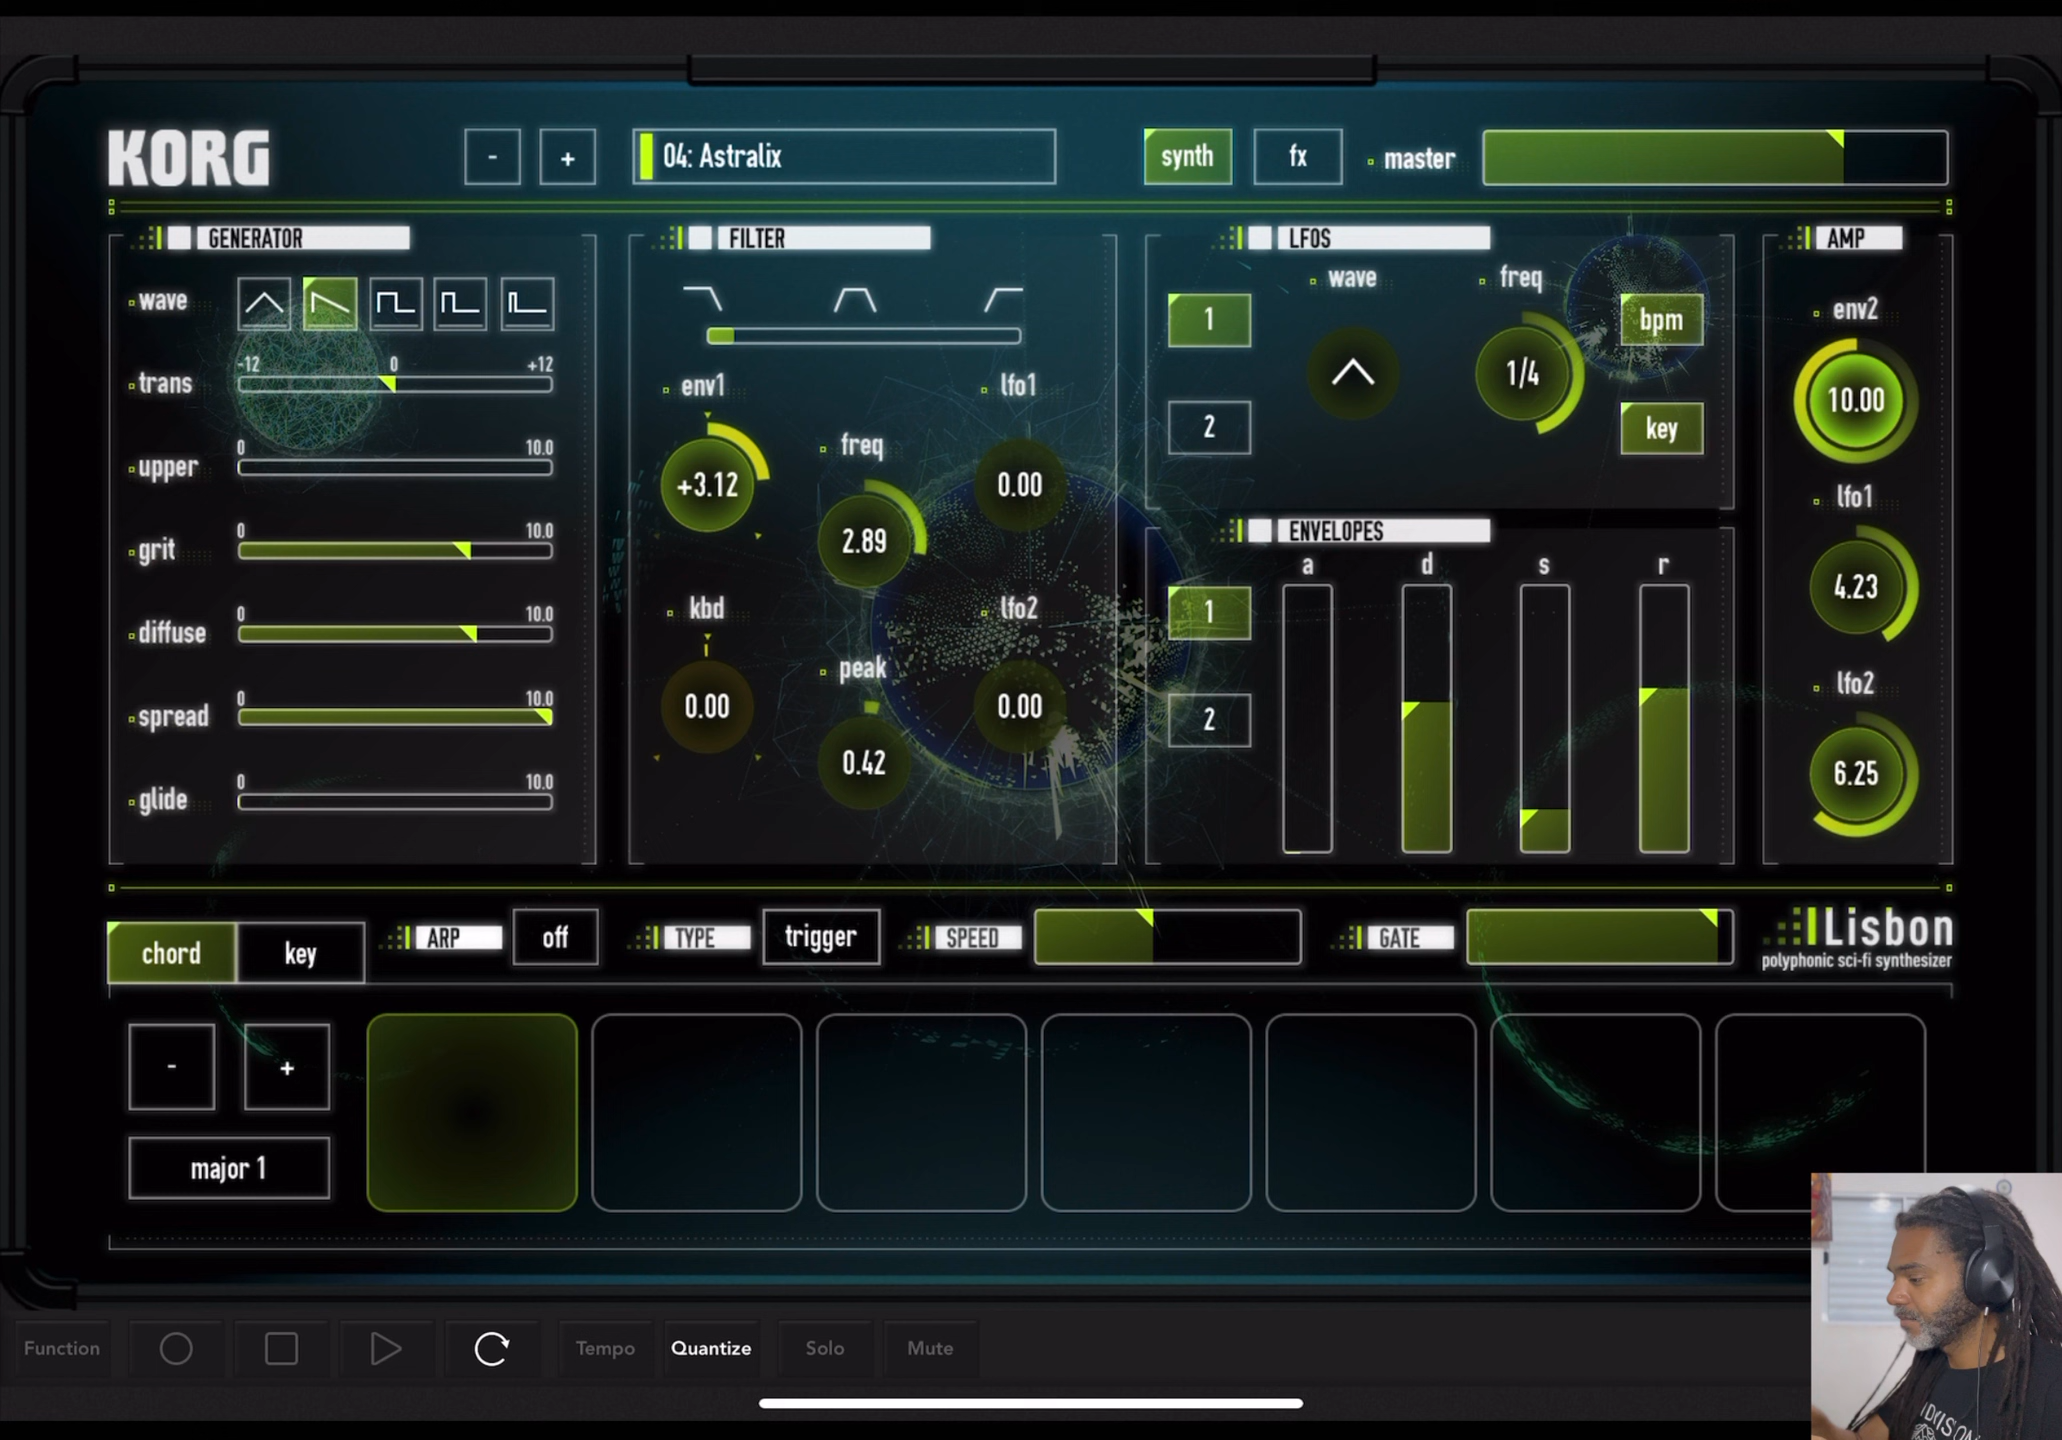 KORG
-
+
04: Astralix
synth
fx
master
GENERATOR
wave
trans
-12
0
+12
upper
0
10.0
grit
0
10.0
diffuse
0
10.0
spread
0
10.0
glide
0
10.0
FILTER
env1
+3.12
freq
2.89
lfo1
0.00
kbd
0.00
peak
0.42
lfo2
0.00
LFOS
1
2
wave
freq
1/4
bpm
key
ENVELOPES
1
2
a
d
s
r
AMP
env2
10.00
lfo1
4.23
lfo2
6.25
chord
key
ARP
off
TYPE
trigger
SPEED
GATE
Lisbon
polyphonic sci-fi synthesizer
-
+
major 1
Function
Tempo
Quantize
Solo
Mute